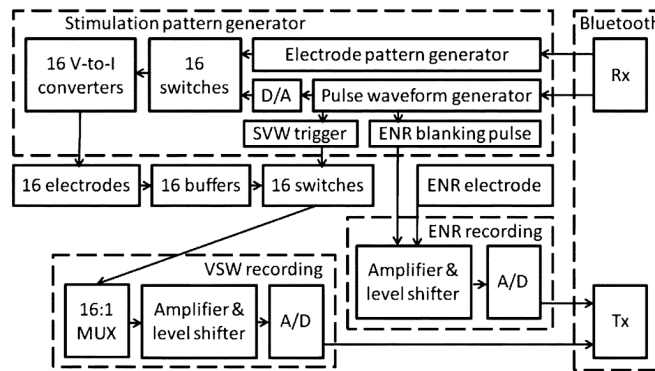 Stimulation pattern generator
Bluetooth
16 V-to-I
converters
16
switches
Electrode pattern generator
D/A
Pulse waveform generator
Rx
SVW trigger
ENR blanking pulse
16 electrodes
16 buffers
16 switches
ENR electrode
ENR recording
Amplifier &
level shifter
A/D
VSW recording
16:1
MUX
Amplifier &
level shifter
A/D
Tx